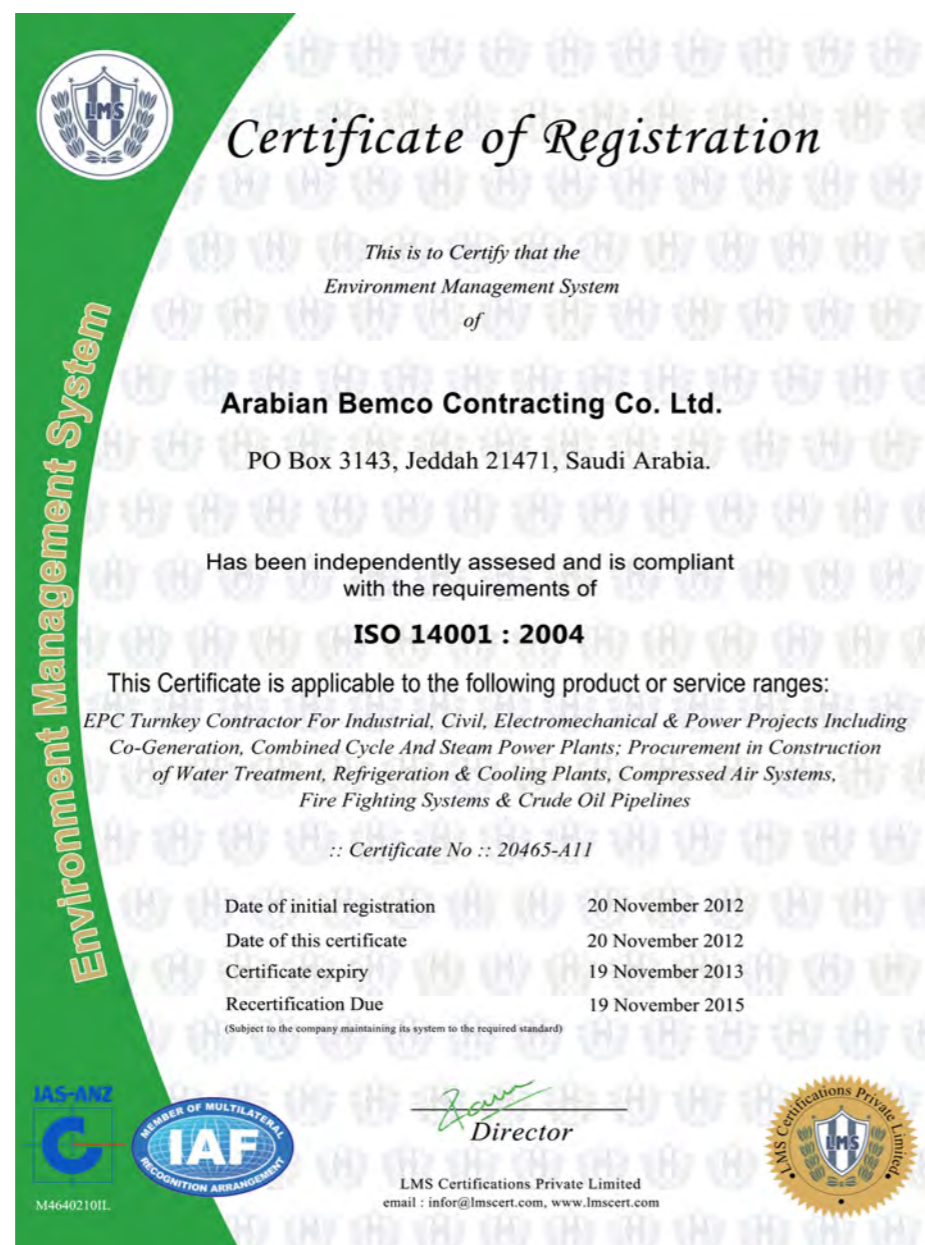 LMS
Certificate of Registration
This is to Certify that the
Environment Management System
of
Arabian Bemco Contracting Co. Ltd.
PO Box 3143, Jeddah 21471, Saudi Arabia.
Has been independently assesed and is compliant
with the requirements of
ISO 14001 : 2004
This Certificate is applicable to the following product or service ranges:
EPC Turnkey Contractor For Industrial, Civil, Electromechanical & Power Projects Including
Co-Generation, Combined Cycle And Steam Power Plants; Procurement in Construction
of Water Treatment, Refrigeration & Cooling Plants, Compressed Air Systems,
Fire Fighting Systems & Crude Oil Pipelines
:: Certificate No :: 20465-A11
Date of initial registration 20 November 2012
Date of this certificate 20 November 2012
Certificate expiry 19 November 2013
Recertification Due 19 November 2015
(Subject to the company maintaining its system to the required standard)
Environment Management System
JAS-ANZ
C
M4640210IL
MEMBER OF MULTILATERAL
IAF
RECOGNITION ARRANGEMENT
Director
LMS Certifications Private Limited
email : infor@lmscert.com, www.lmscert.com
LMS Certifications Private Limited
LMS